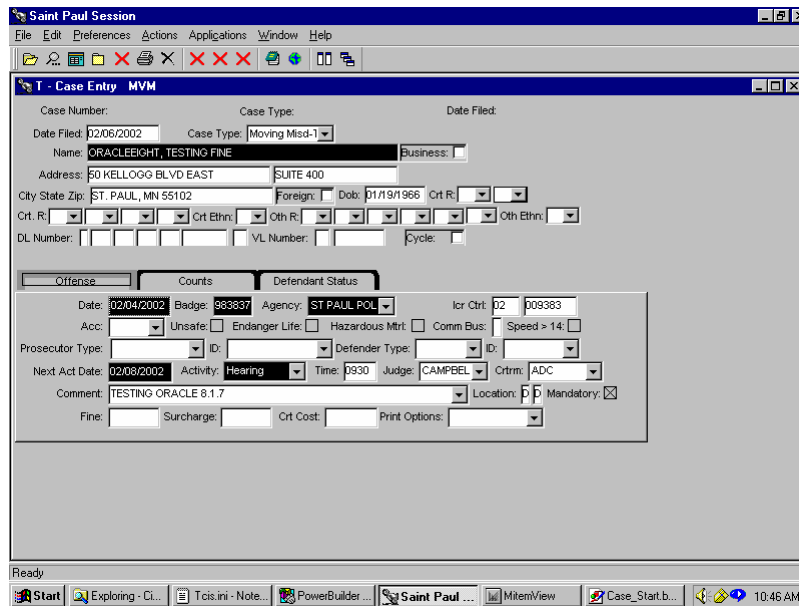 Saint Paul Session
File Edit Preferences Actions Applications Window Help
T - Case Entry MVM
Case Number: Case Type: Date Filed:
Date Filed: 02/06/2002 Case Type: Moving Misd-T
Name: ORACLEEIGHT, TESTING FINE Business:
Address: 50 KELLOGG BLVD EAST SUITE 400
City State Zip: ST. PAUL, MN 55102 Foreign: Dob: 01/19/1966 Crt R:
Crt. R: Crt Ethn: Oth R: Oth Ethn:
DL Number: VL Number: Cycle:
Offense Counts Defendant Status
Date: 02/04/2002 Badge: 983837 Agency: ST PAUL POL Icr Ctrl: 02 009383
Acc: Unsafe: Endanger Life: Hazardous Mtrl: Comm Bus: Speed > 14:
Prosecutor Type: ID: Defender Type: ID:
Next Act Date: 02/08/2002 Activity: Hearing Time: 0930 Judge: CAMPBEL Crtrm: ADC
Comment: TESTING ORACLE 8.1.7 Location: D D Mandatory:
Fine: Surcharge: Crt Cost: Print Options:
Ready
Start Exploring - Ci... Tcis.ini - Note... PowerBuilder ... Saint Paul ... MitemView Case_Start.b... 10:46 AM